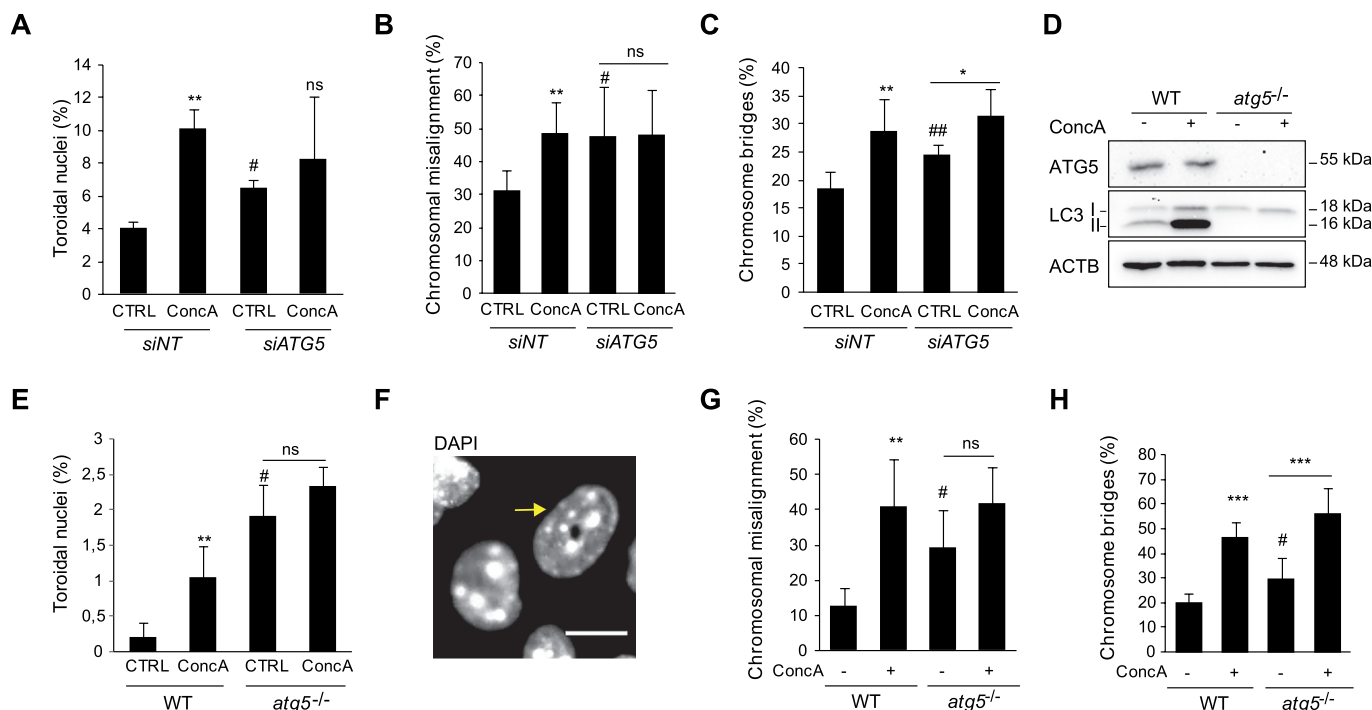 A
Toroidal nuclei (%)
14
12
10
8
6
4
2
0
**
#
ns
CTRL ConcA CTRL ConcA
siNT siATG5
B
Chromosomal misalignment (%)
70
60
50
40
30
20
10
0
**
#
ns
CTRL ConcA CTRL ConcA
siNT siATG5
C
Chromosome bridges (%)
40
35
30
25
20
15
10
5
0
**
##
*
CTRL ConcA CTRL ConcA
siNT siATG5
D
WT atg5-/-
ConcA - + - +
ATG5 55 kDa
LC3 I 18 kDa
II 16 kDa
ACTB 48 kDa
E
Toroidal nuclei (%)
3
2,5
2
1,5
1
0,5
0
**
#
ns
CTRL ConcA CTRL ConcA
WT atg5-/-
F
DAPI
G
Chromosomal misalignment (%)
60
50
40
30
20
10
0
**
#
ns
ConcA - + - +
WT atg5-/-
H
Chromosome bridges (%)
80
70
60
50
40
30
20
10
0
***
#
***
ConcA - + - +
WT atg5-/-